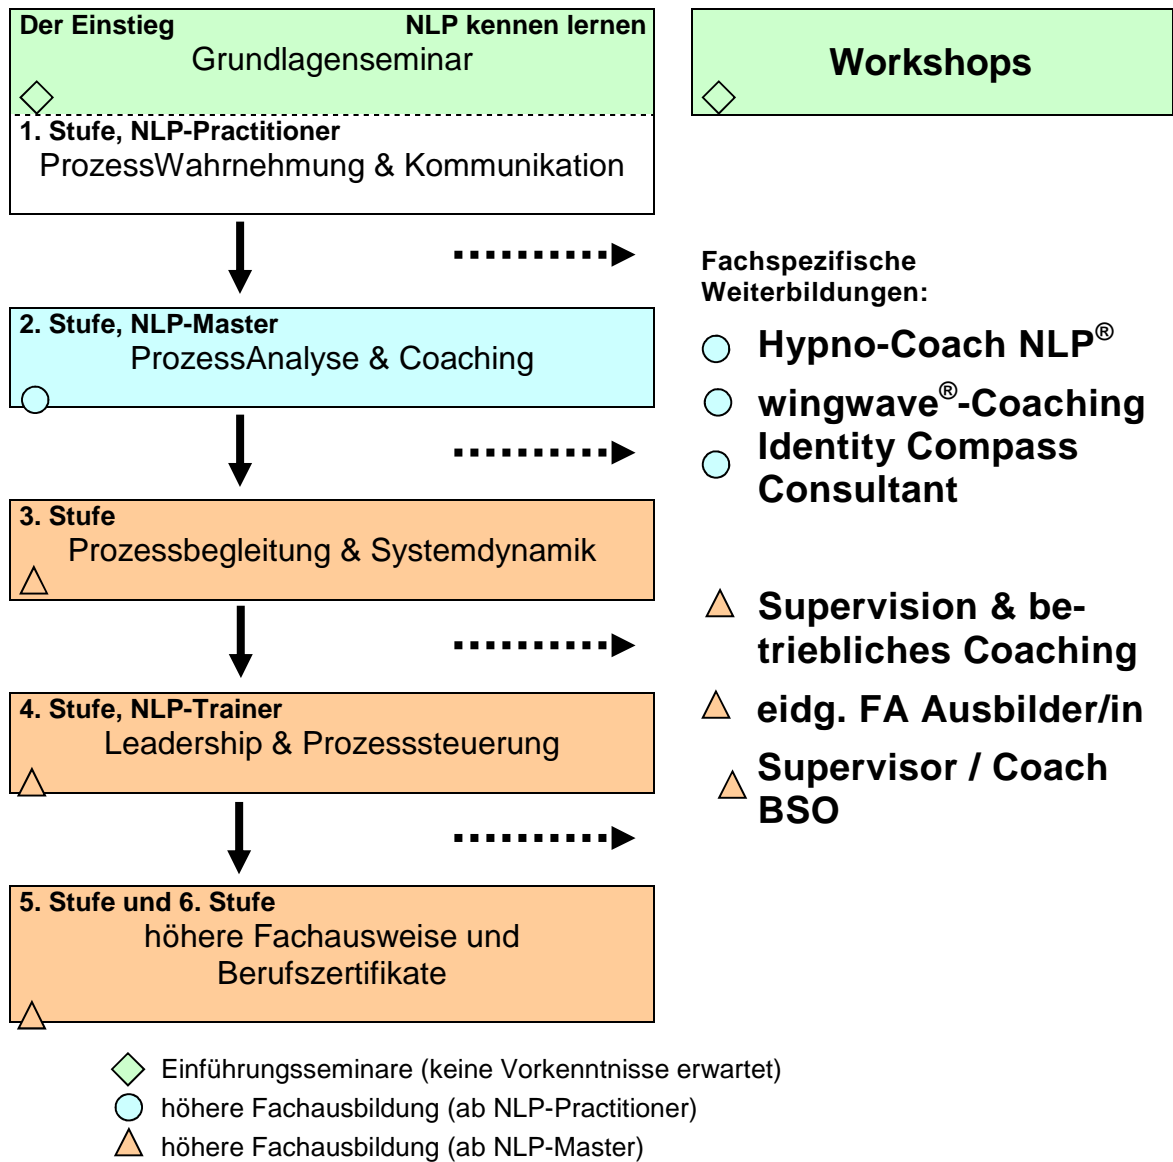 Der Einstieg NLP kennen lernen
Grundlagenseminar
1. Stufe, NLP-Practitioner
ProzessWahrnehmung & Kommunikation
2. Stufe, NLP-Master
ProzessAnalyse & Coaching
3. Stufe
Prozessbegleitung & Systemdynamik
4. Stufe, NLP-Trainer
Leadership & Prozesssteuerung
5. Stufe und 6. Stufe
höhere Fachausweise und
Berufszertifikate
Workshops
Fachspezifische
Weiterbildungen:
Hypno-Coach NLP®
wingwave®-Coaching
Identity Compass
Consultant
Supervision & be-
triebliches Coaching
eidg. FA Ausbilder/in
Supervisor / Coach
BSO
Einführungsseminare (keine Vorkenntnisse erwartet)
höhere Fachausbildung (ab NLP-Practitioner)
höhere Fachausbildung (ab NLP-Master)